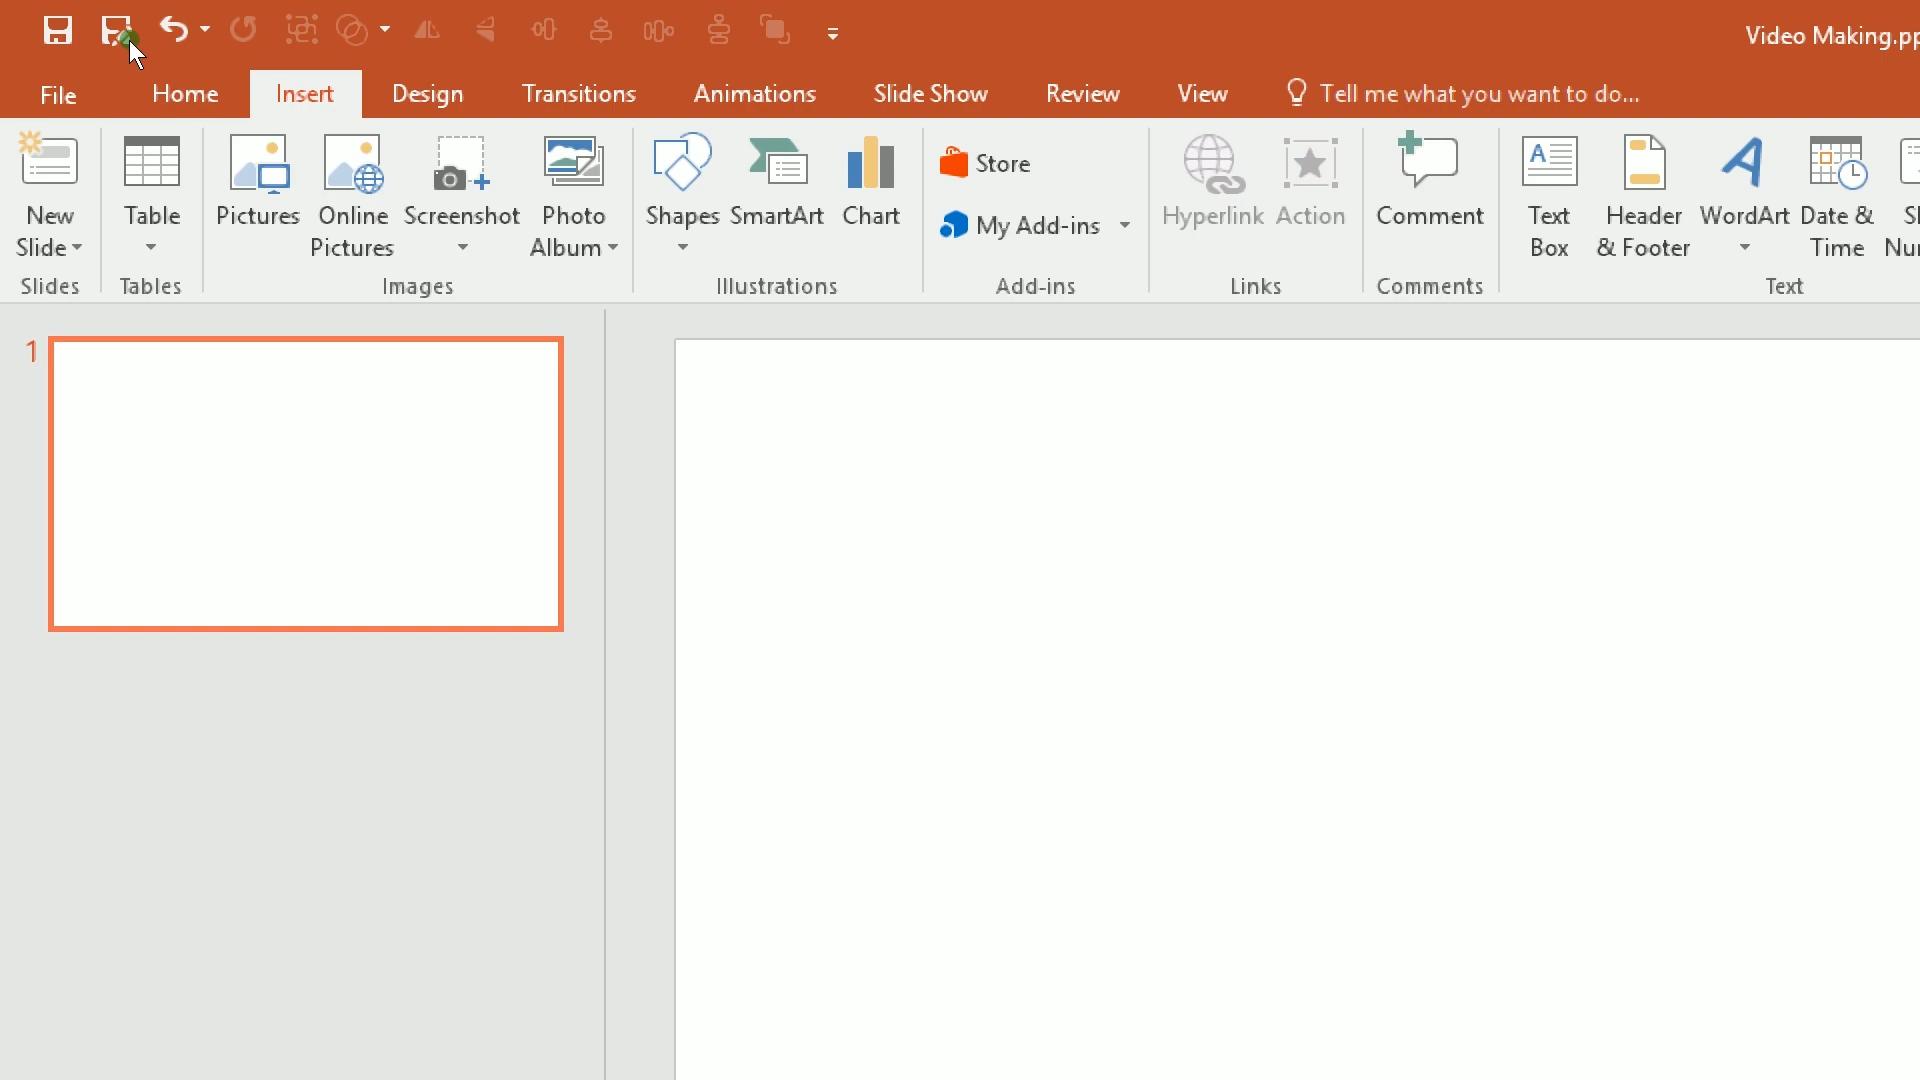 Video Making.pp
File Home Insert Design Transitions Animations Slide Show Review View Tell me what you want to do...
New Slide
Table
Pictures
Online Pictures
Screenshot
Photo Album
Shapes
SmartArt
Chart
Store
My Add-ins
Hyperlink
Action
Comment
Text Box
Header & Footer
WordArt
Date & Time
Slides Tables Images Illustrations Add-ins Links Comments Text
1